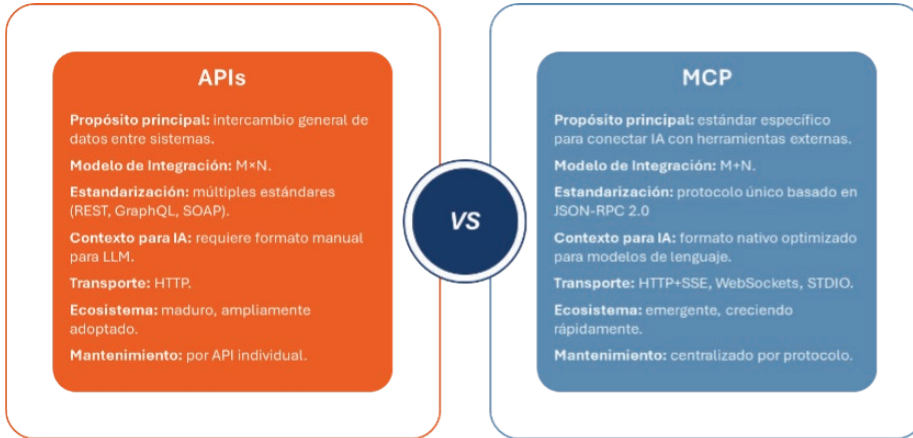 APIs
Propósito principal: intercambio general de
datos entre sistemas.
Modelo de Integración: M×N.
Estandarización: múltiples estándares
(REST, GraphQL, SOAP).
Contexto para IA: requiere formato manual
para LLM.
Transporte: HTTP.
Ecosistema: maduro, ampliamente
adoptado.
Mantenimiento: por API individual.
VS
MCP
Propósito principal: estándar específico
para conectar IA con herramientas externas.
Modelo de Integración: M+N.
Estandarización: protocolo único basado en
JSON-RPC 2.0
Contexto para IA: formato nativo optimizado
para modelos de lenguaje.
Transporte: HTTP+SSE, WebSockets, STDIO.
Ecosistema: emergente, creciendo
rápidamente.
Mantenimiento: centralizado por protocolo.